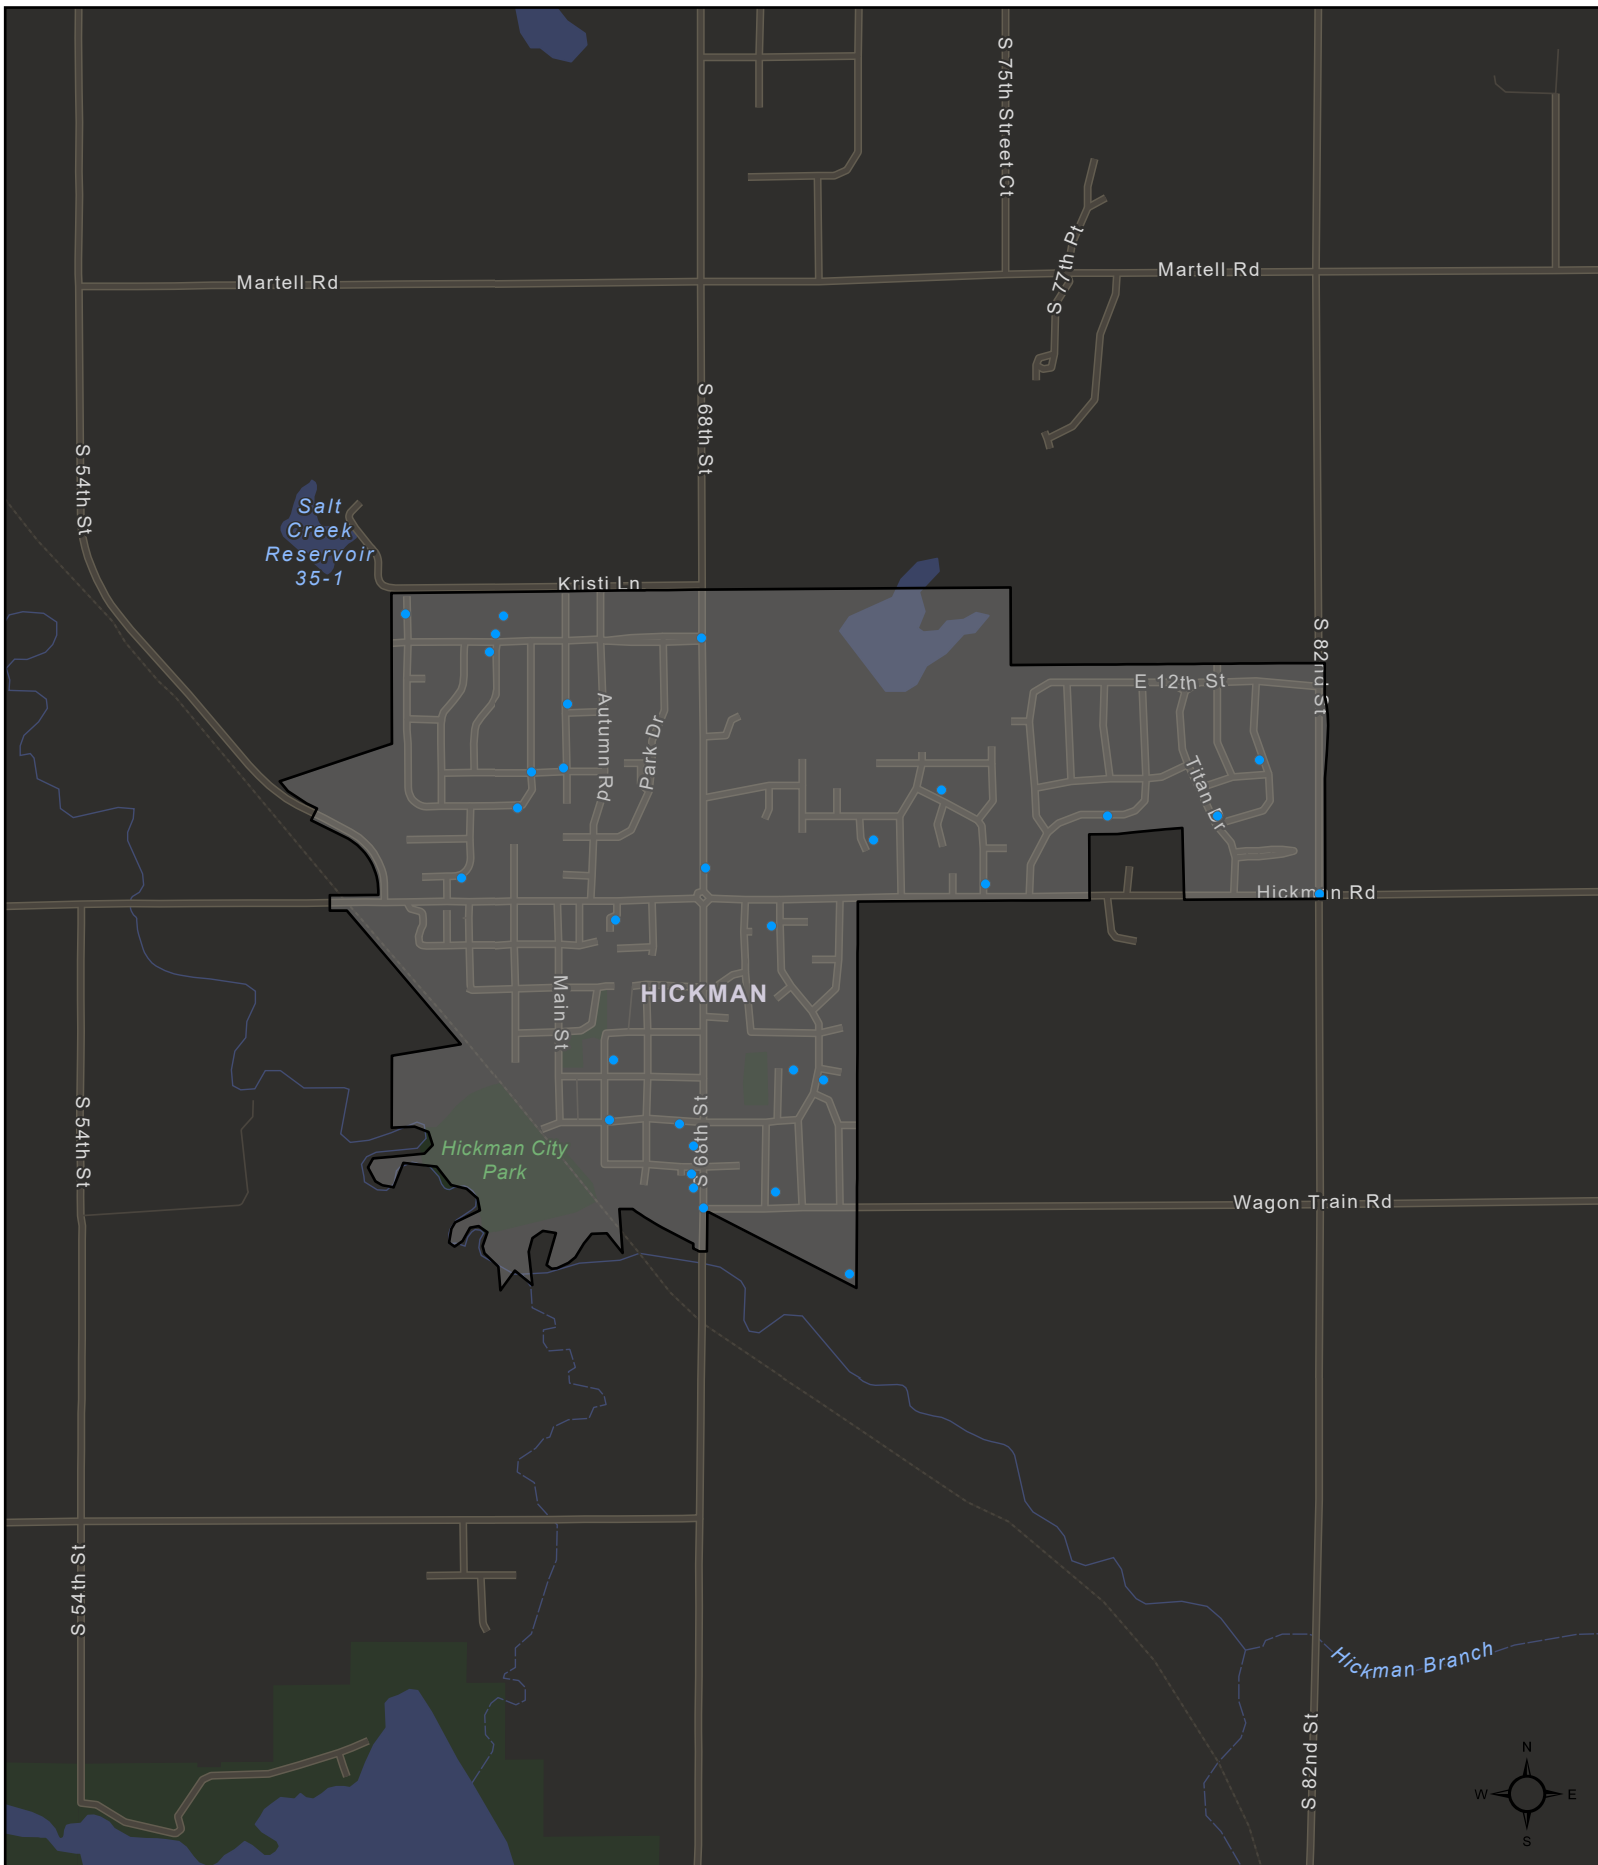 S 75th Street Ct
S 77th Pt
Martell Rd
Martell Rd
S 68th St
S 54th St
Salt
Creek
Reservoir
35-1
Kristi Ln
S 82nd St
E 12th St
Autumn Rd
Park Dr
Titan Dr
Hickman Rd
Main St
HICKMAN
S 54th St
S 68th St
Hickman City
Park
Wagon Train Rd
S 54th St
Hickman Branch
S 82nd St
N
W
E
S